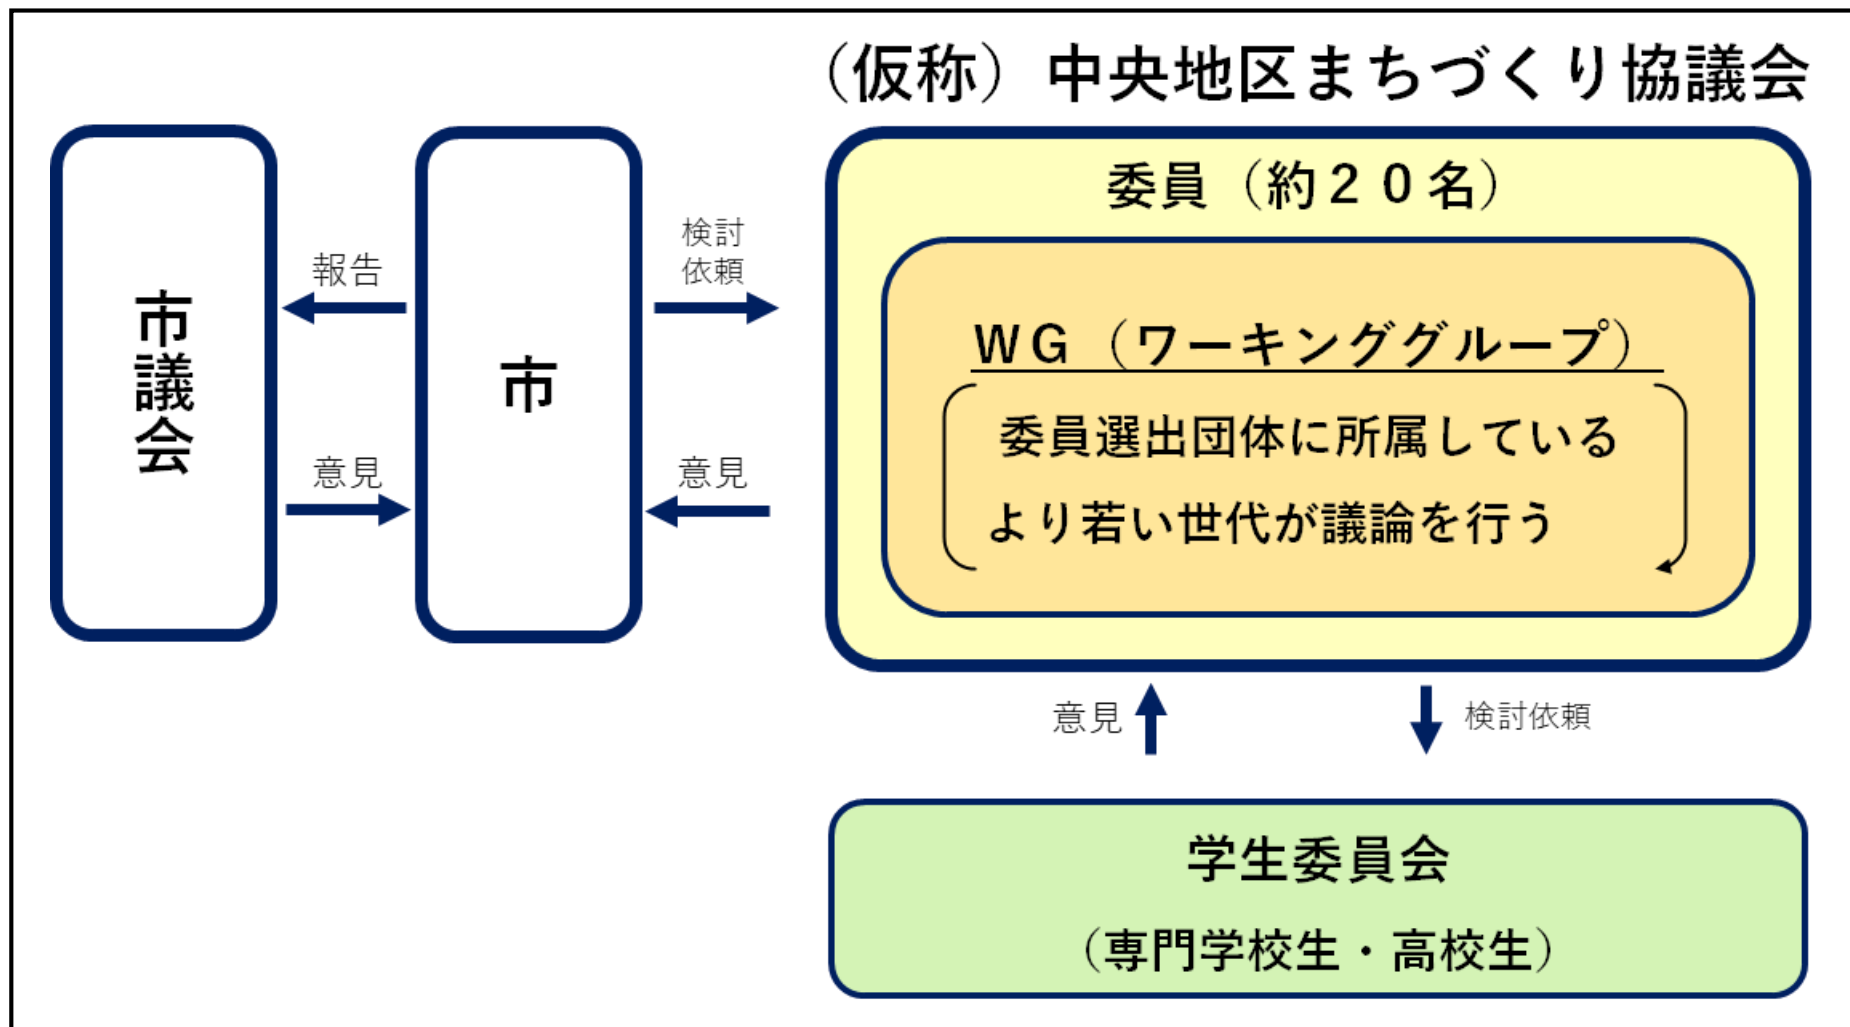 （仮称）中央地区まちづくり協議会
市議会
報告
意見
市
検討
依頼
意見
委員（約２０名）
ＷＧ（ワーキンググループ）
委員選出団体に所属している
より若い世代が議論を行う
意見
検討依頼
学生委員会
（専門学校生・高校生）